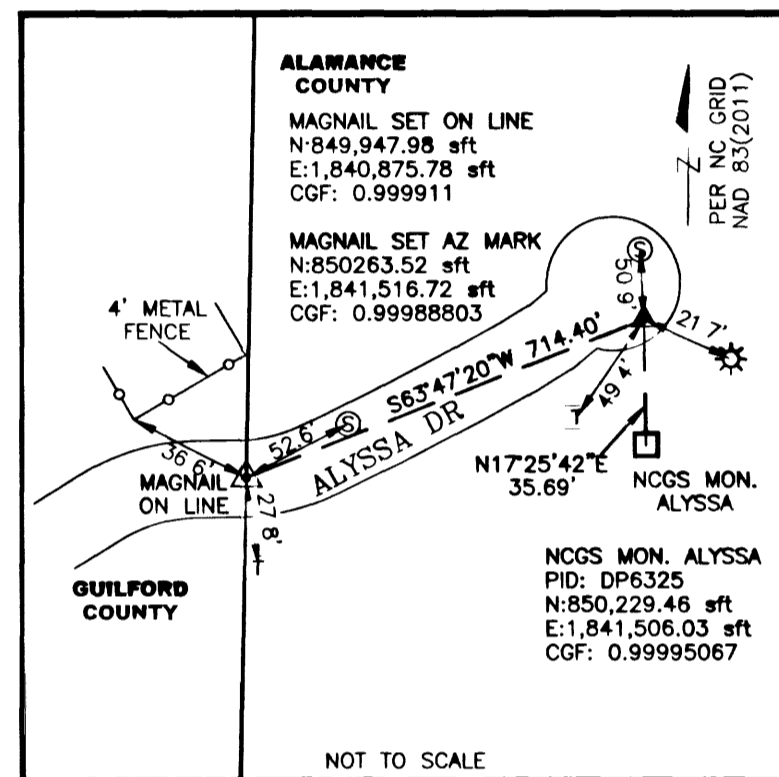 ALAMANCE
COUNTY
MAGNAIL SET ON LINE
N:849,947.98 sft
E:1,840,875.78 sft
CGF: 0.999911
MAGNAIL SET AZ MARK
N:850263.52 sft
E:1,841,516.72 sft
CGF: 0.99988803
Z
PER NC GRID
NAD 83(2011)
4' METAL
FENCE
S
50 9'
21 7'
S63°47'20"W 714.40'
49 4'
T
S
52.6'
ALYSSA DR
36 6'
MAGNAIL
ON LINE
27 8'
N17°25'42"E
35.69'
NCGS MON.
ALYSSA
GUILFORD
COUNTY
NCGS MON. ALYSSA
PID: DP6325
N:850,229.46 sft
E:1,841,506.03 sft
CGF: 0.99995067
NOT TO SCALE